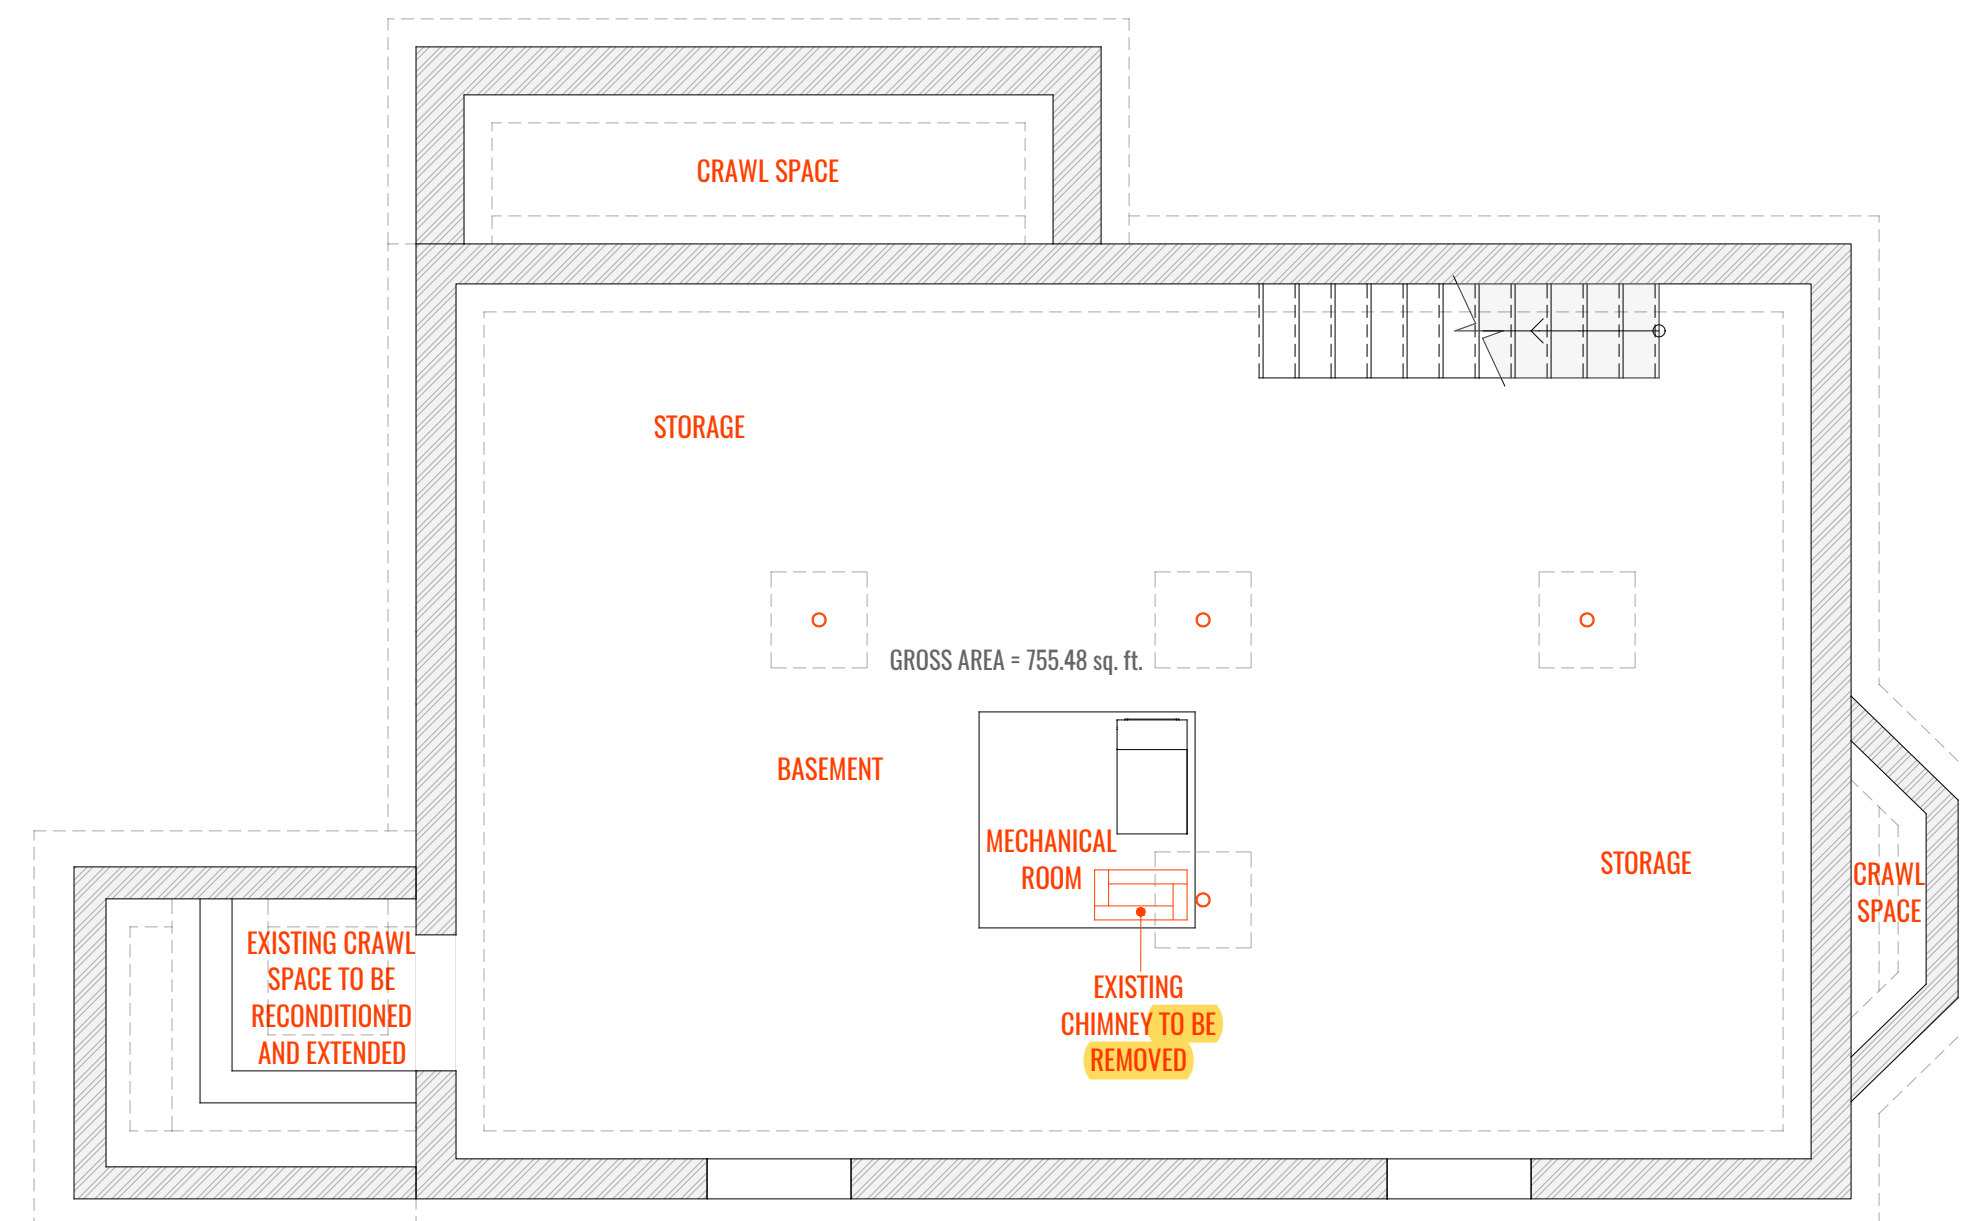 CRAWL SPACE
STORAGE
GROSS AREA = 755.48 sq. ft.
BASEMENT
MECHANICAL
ROOM
STORAGE
CRAWL
SPACE
EXISTING CRAWL
SPACE TO BE
RECONDITIONED
AND EXTENDED
EXISTING
CHIMNEY TO BE
REMOVED